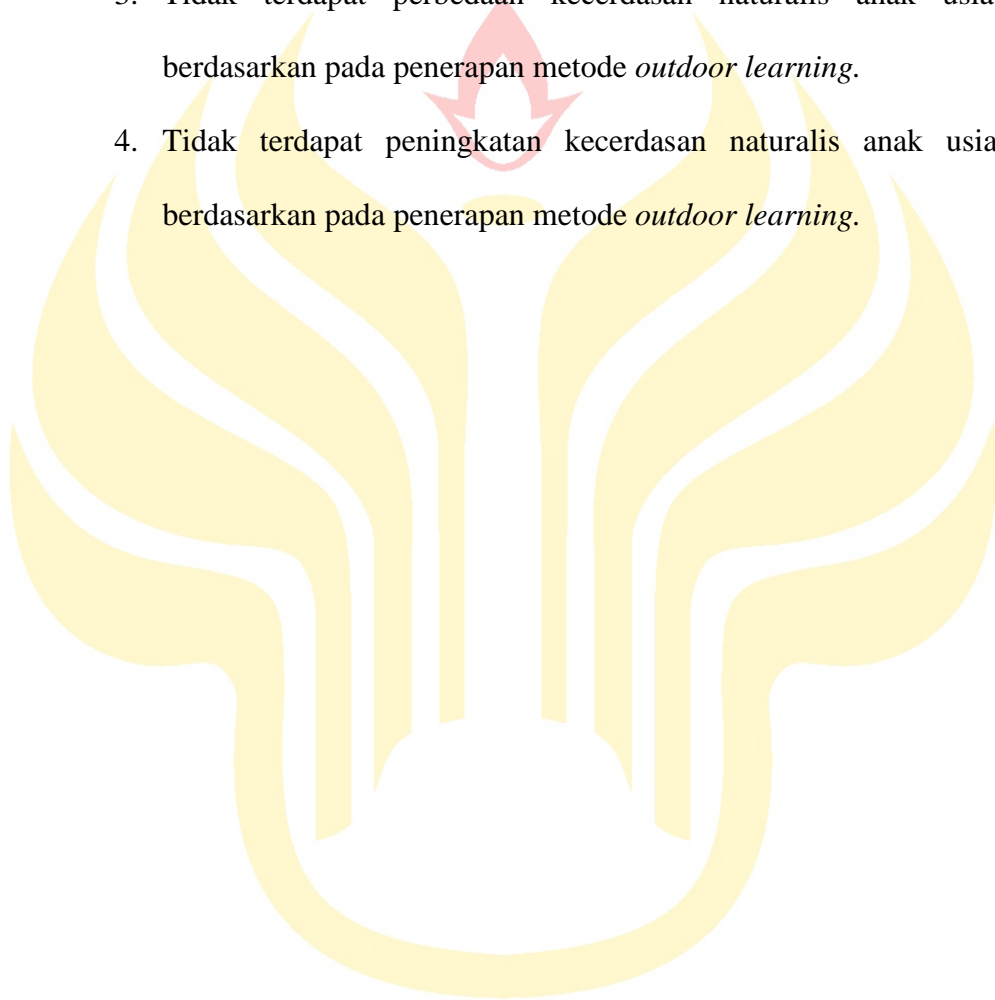 3. Tidak terdapat perbedaan kecerdasan naturalis anak usia
berdasarkan pada penerapan metode outdoor learning.
4. Tidak terdapat peningkatan kecerdasan naturalis anak usia
berdasarkan pada penerapan metode outdoor learning.